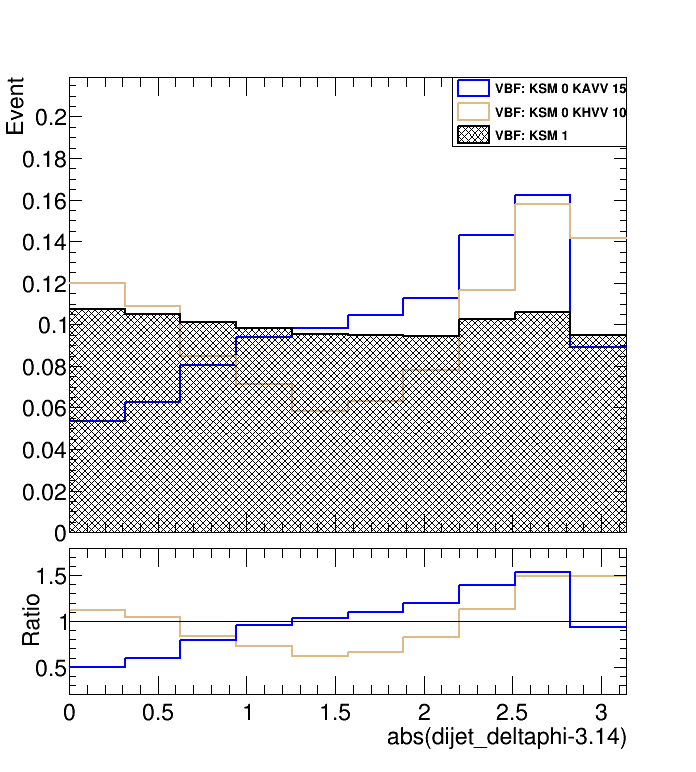 Event
0.2
0.18
0.16
0.14
0.12
0.1
0.08
0.06
0.04
0.02
0
VBF: KSM 0 KAVV 15
VBF: KSM 0 KHVV 10
VBF: KSM 1
Ratio
1.5
1
0.5
0 0.5 1 1.5 2 2.5 3
abs(dijet_deltaphi-3.14)